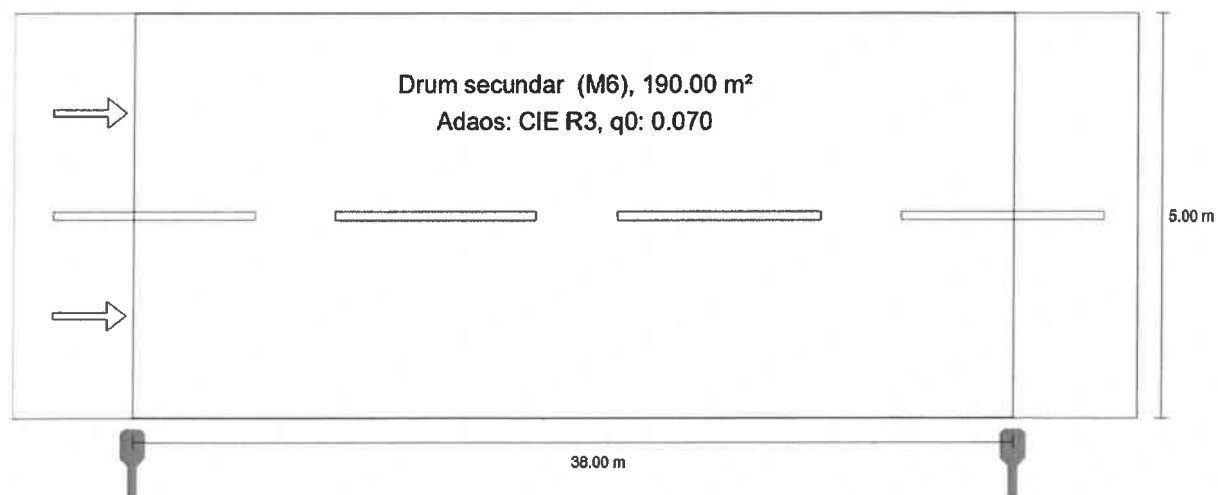 Drum secundar (M6), 190.00 m²
Adaos: CIE R3, q0: 0.070
5.00 m
38.00 m